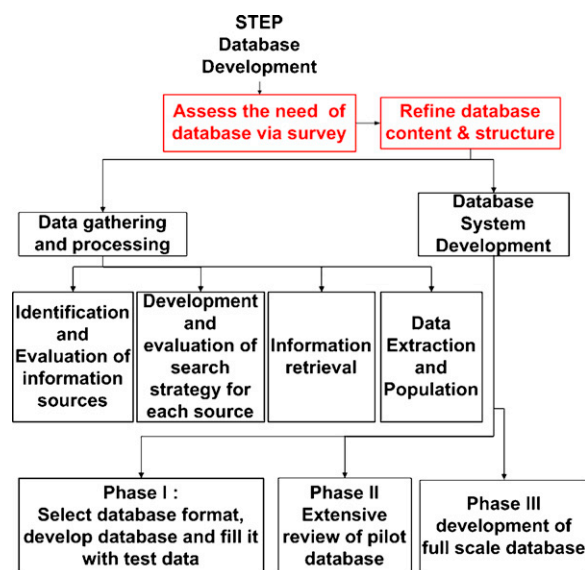 STEP
Database
Development
Assess the need of
database via survey
Refine database
content & structure
Data gathering
and processing
Database
System
Development
Identification
and
Evaluation of
information
sources
Development
and
evaluation of
search
strategy for
each source
Information
retrieval
Data
Extraction
and
Population
Phase I :
Select database format,
develop database and fill it
with test data
Phase II
Extensive
review of pilot
database
Phase III
development of
full scale database